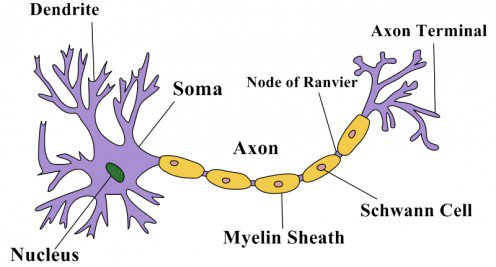 Dendrite
Axon Terminal
Soma
Node of Ranvier
Axon
Schwann Cell
Myelin Sheath
Nucleus